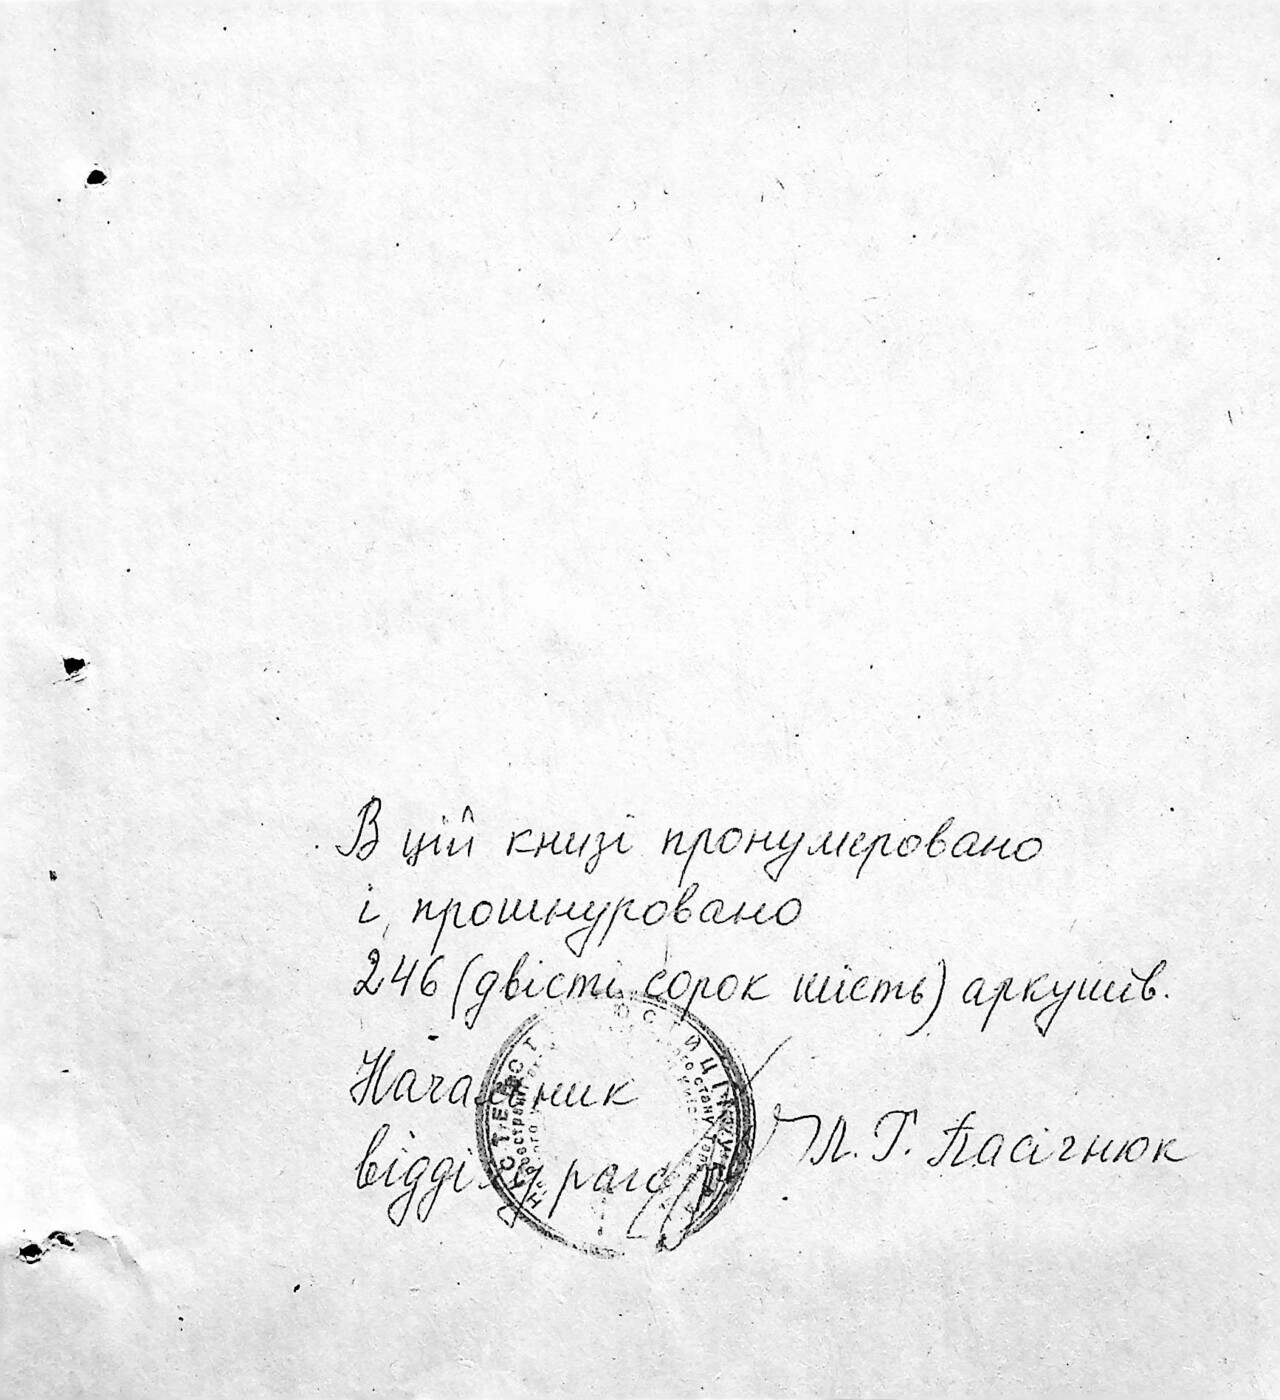 В цій книзі пронумеровано
і прошнуровано
246 (двісті сорок шість) аркушів.
Начальник
відділу рагс Л. Г. Пасічнюк